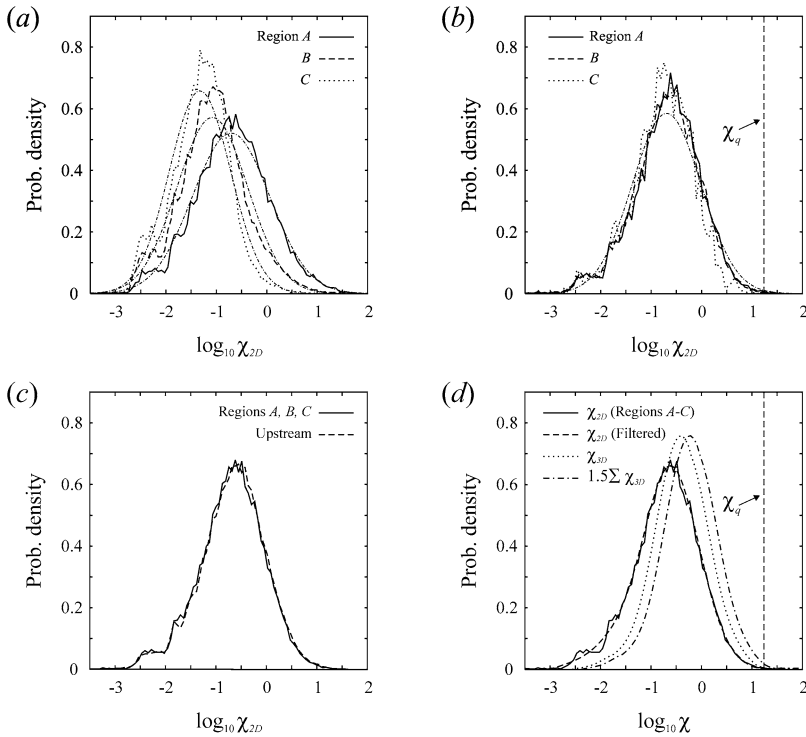 (a)
Region A
B
C
Prob. density
0.8
0.6
0.4
0.2
0
-3 -2 -1 0 1 2
log₁₀ χ₂D
(b)
Region A
B
C
χq
Prob. density
0.8
0.6
0.4
0.2
0
-3 -2 -1 0 1 2
log₁₀ χ₂D
(c)
Regions A, B, C
Upstream
Prob. density
0.8
0.6
0.4
0.2
0
-3 -2 -1 0 1 2
log₁₀ χ₂D
(d)
χ₂D (Regions A-C)
χ₂D (Filtered)
χ₃D
1.5Σ χ₃D
χq
Prob. density
0.8
0.6
0.4
0.2
0
-3 -2 -1 0 1 2
log₁₀ χ